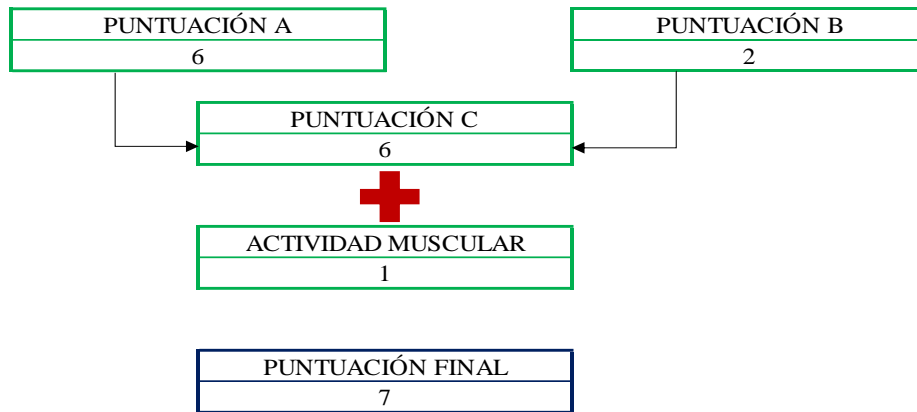 PUNTUACIÓN A
6
PUNTUACIÓN B
2
PUNTUACIÓN C
6
ACTIVIDAD MUSCULAR
1
PUNTUACIÓN FINAL
7